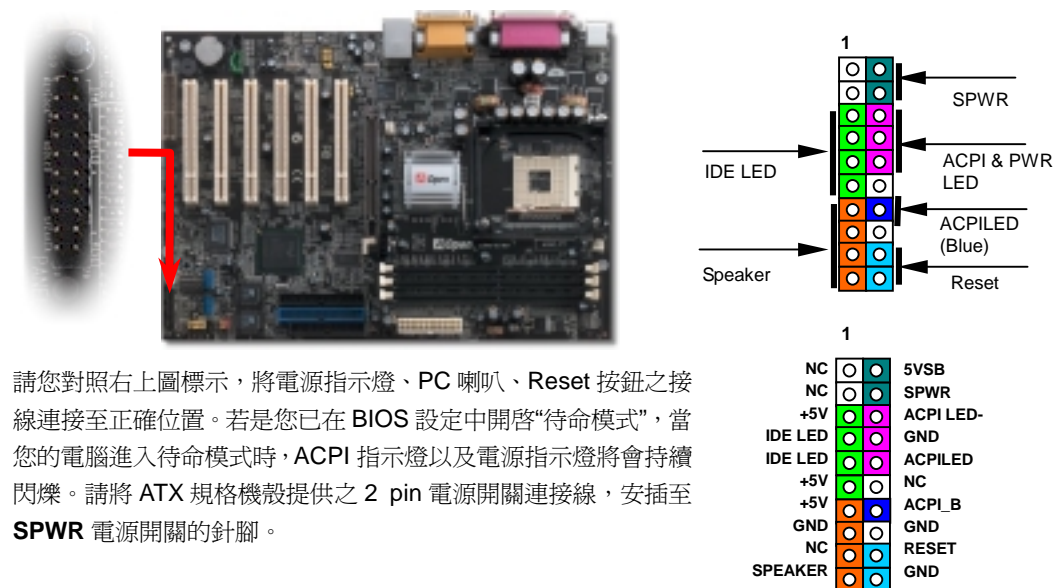 1
SPWR
IDE LED
ACPI & PWR
LED
ACPILED
(Blue)
Speaker
Reset
請您對照右上圖標示，將電源指示燈、PC 喇叭、Reset 按鈕之接
線連接至正確位置。若是您已在 BIOS 設定中開啓“待命模式”，當
您的電腦進入待命模式時，ACPI 指示燈以及電源指示燈將會持續
閃爍。請將 ATX 規格機殼提供之 2 pin 電源開關連接線，安插至
SPWR 電源開關的針腳。
1
NC 5VSB
NC SPWR
+5V ACPI LED-
IDE LED GND
IDE LED ACPILED
+5V NC
+5V ACPI_B
GND GND
NC RESET
SPEAKER GND